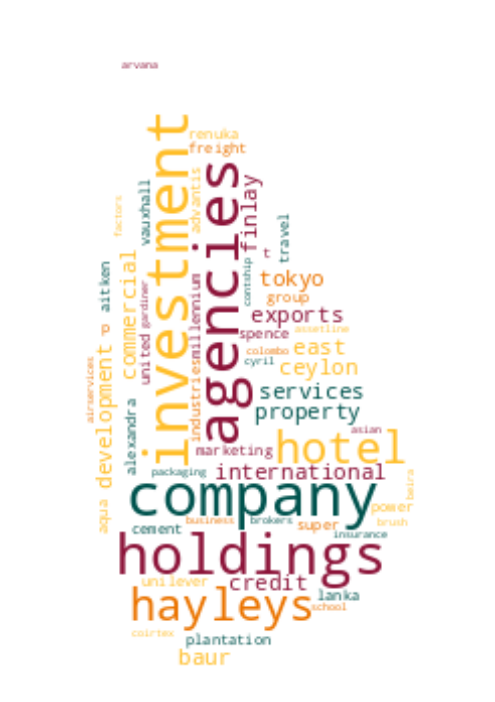 arvana
investment
renuka
freight
agencies
advantis
finlay
vauxhall
factors
travel
r
commercial
contship
aitken
tokyo
group
millennium
gardiner
united
exports
spence
assetline
p
east
colombo
cyril
ceylon
airservices
development
industries
services
alexandra
property
asian
marketing
hotel
international
packaging
beira
company
aqua
power
business
brokers
super
brush
cement
insurance
holdings
unilever
credit
hayleys
lanka
school
coirtex
plantation
baur